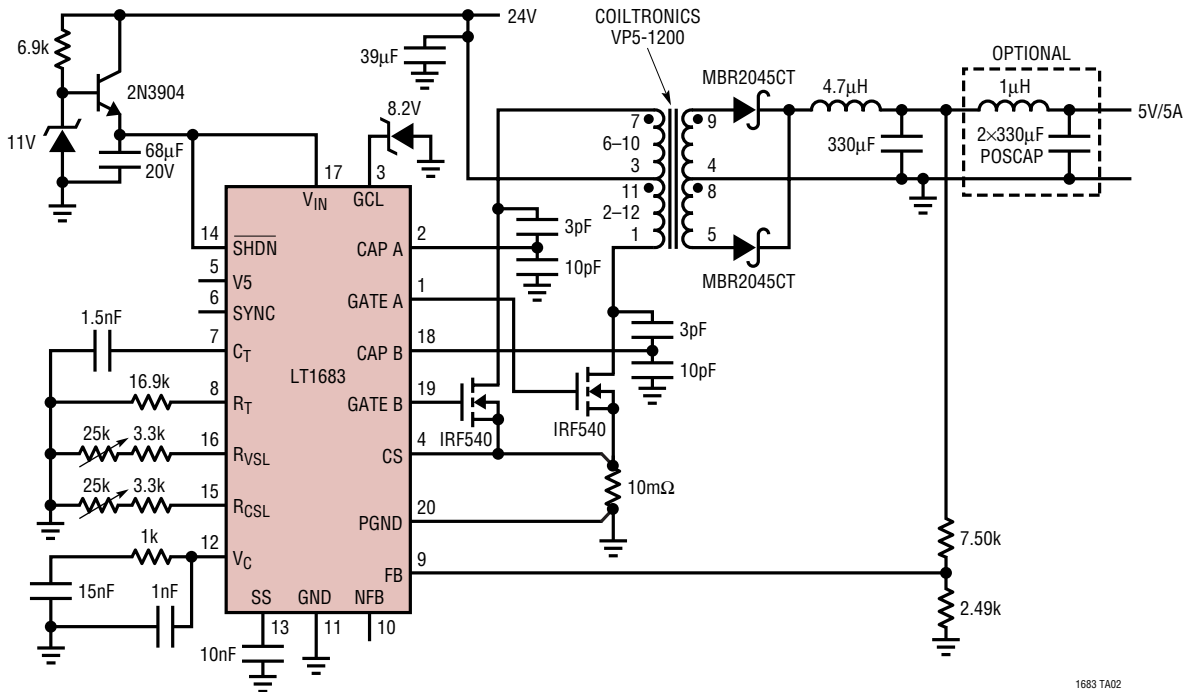 24V
COILTRONICS
VP5-1200
OPTIONAL
6.9k
39µF
MBR2045CT
4.7µH
1µH
2N3904
8.2V
5V/5A
11V
68µF
20V
7
6–10
3
11
2–12
1
9
4
8
5
330µF
2×330µF
POSCAP
MBR2045CT
17
3
VIN
GCL
14
SHDN
CAP A
2
3pF
10pF
5
V5
6
SYNC
GATE A
1
1.5nF
7
CT
CAP B
18
3pF
10pF
LT1683
16.9k
8
RT
GATE B
19
IRF540
IRF540
25k
3.3k
16
RVSL
CS
4
10mΩ
25k
3.3k
15
RCSL
PGND
20
1k
12
VC
FB
9
7.50k
2.49k
15nF
1nF
SS
GND
NFB
13
11
10
10nF
1683 TA02